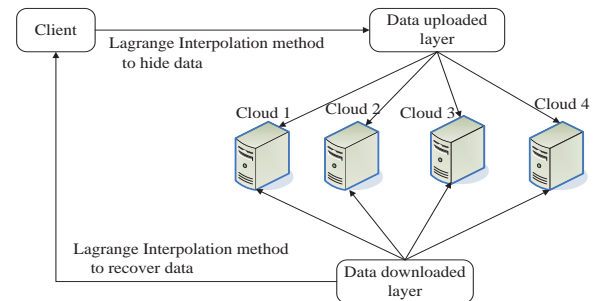 Client
Data uploaded
layer
Lagrange Interpolation method
to hide data
Cloud 1
Cloud 2
Cloud 3
Cloud 4
Lagrange Interpolation method
to recover data
Data downloaded
layer